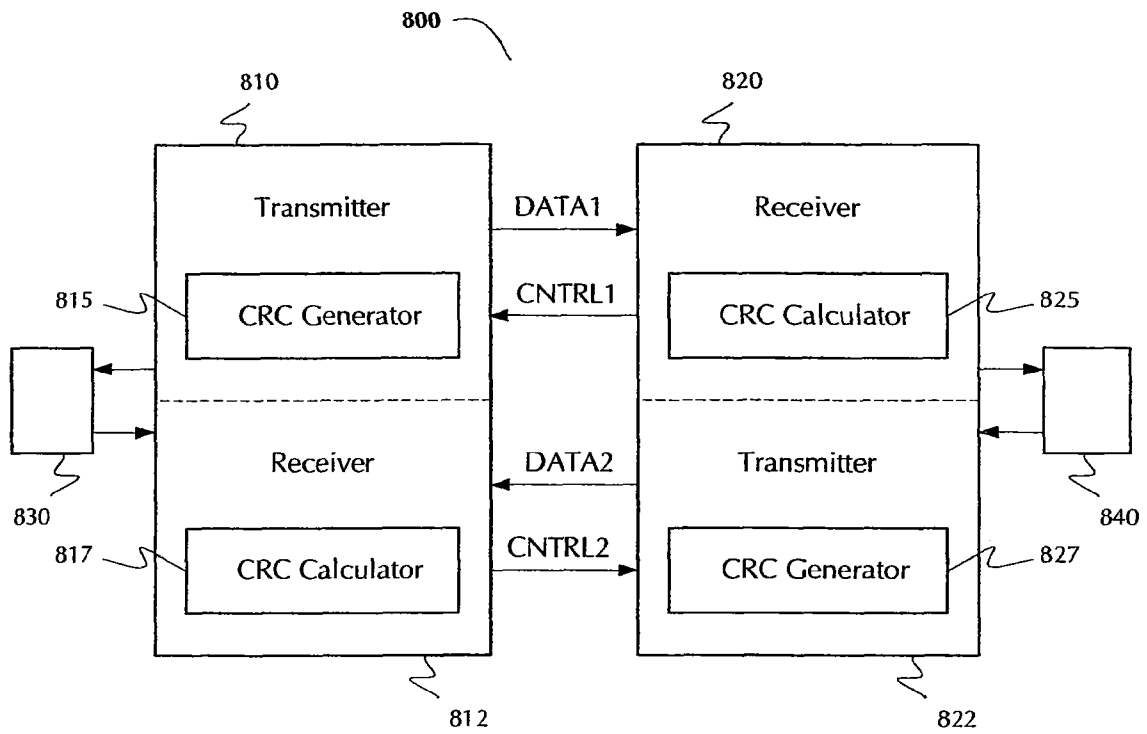 800
810
820
Transmitter
DATA1
Receiver
815
CRC Generator
CNTRL1
CRC Calculator
825
Receiver
DATA2
Transmitter
830
840
817
CRC Calculator
CNTRL2
CRC Generator
827
812
822